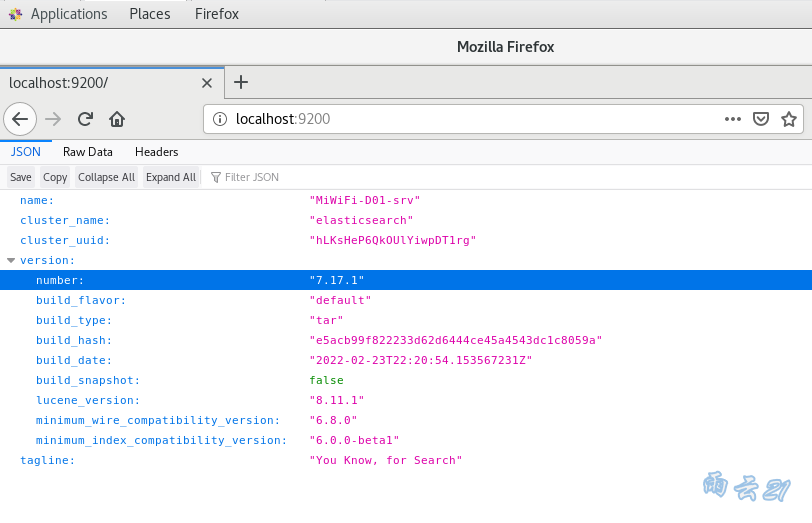 Applications Places Firefox
Mozilla Firefox
localhost:9200/
localhost:9200
JSON Raw Data Headers
Save Copy Collapse All Expand All Filter JSON
name: "MiWiFi-D01-srv"
cluster_name: "elasticsearch"
cluster_uuid: "hLKsHeP6QkOUlYiwpDT1rg"
version:
number: "7.17.1"
build_flavor: "default"
build_type: "tar"
build_hash: "e5acb99f822233d62d6444ce45a4543dc1c8059a"
build_date: "2022-02-23T22:20:54.153567231Z"
build_snapshot: false
lucene_version: "8.11.1"
minimum_wire_compatibility_version: "6.8.0"
minimum_index_compatibility_version: "6.0.0-beta1"
tagline: "You Know, for Search"
雨云21